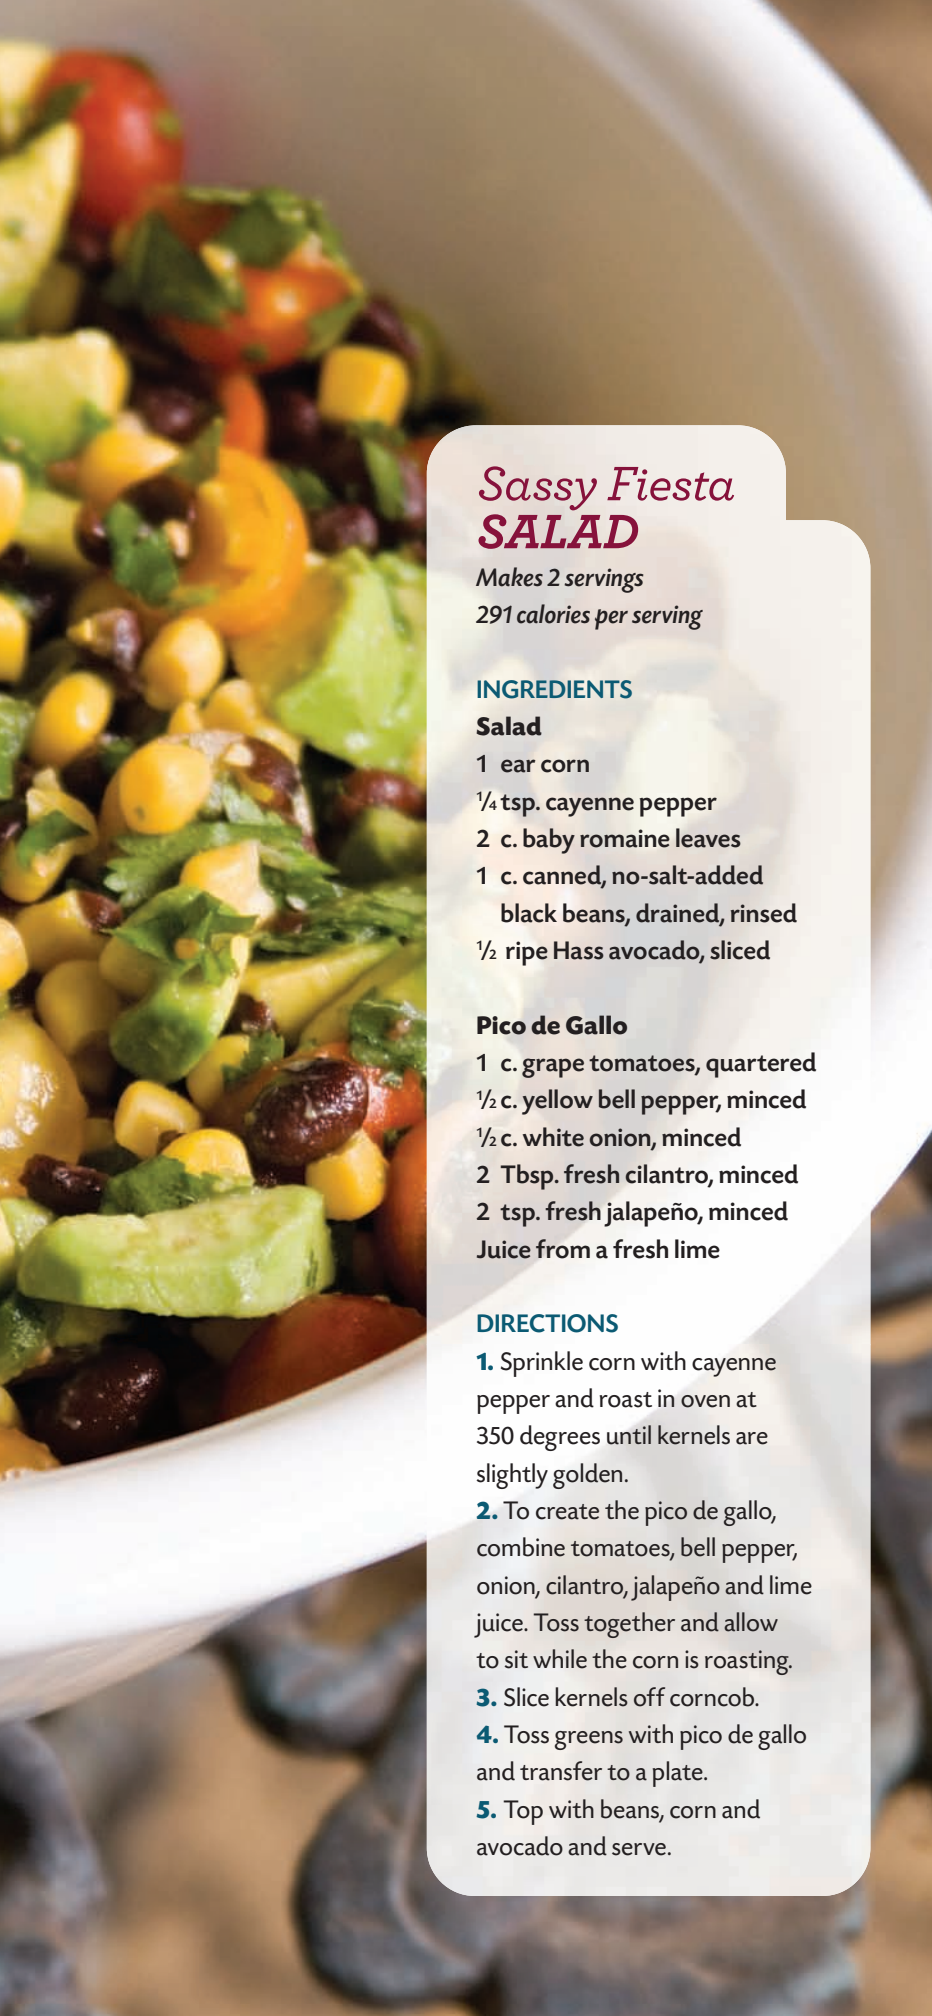 Sassy Fiesta
SALAD
Makes 2 servings
291 calories per serving
INGREDIENTS
Salad
1 ear corn
¼ tsp. cayenne pepper
2 c. baby romaine leaves
1 c. canned, no-salt-added
black beans, drained, rinsed
½ ripe Hass avocado, sliced
Pico de Gallo
1 c. grape tomatoes, quartered
½ c. yellow bell pepper, minced
½ c. white onion, minced
2 Tbsp. fresh cilantro, minced
2 tsp. fresh jalapeño, minced
Juice from a fresh lime
DIRECTIONS
1. Sprinkle corn with cayenne
pepper and roast in oven at
350 degrees until kernels are
slightly golden.
2. To create the pico de gallo,
combine tomatoes, bell pepper,
onion, cilantro, jalapeño and lime
juice. Toss together and allow
to sit while the corn is roasting.
3. Slice kernels off corncob.
4. Toss greens with pico de gallo
and transfer to a plate.
5. Top with beans, corn and
avocado and serve.